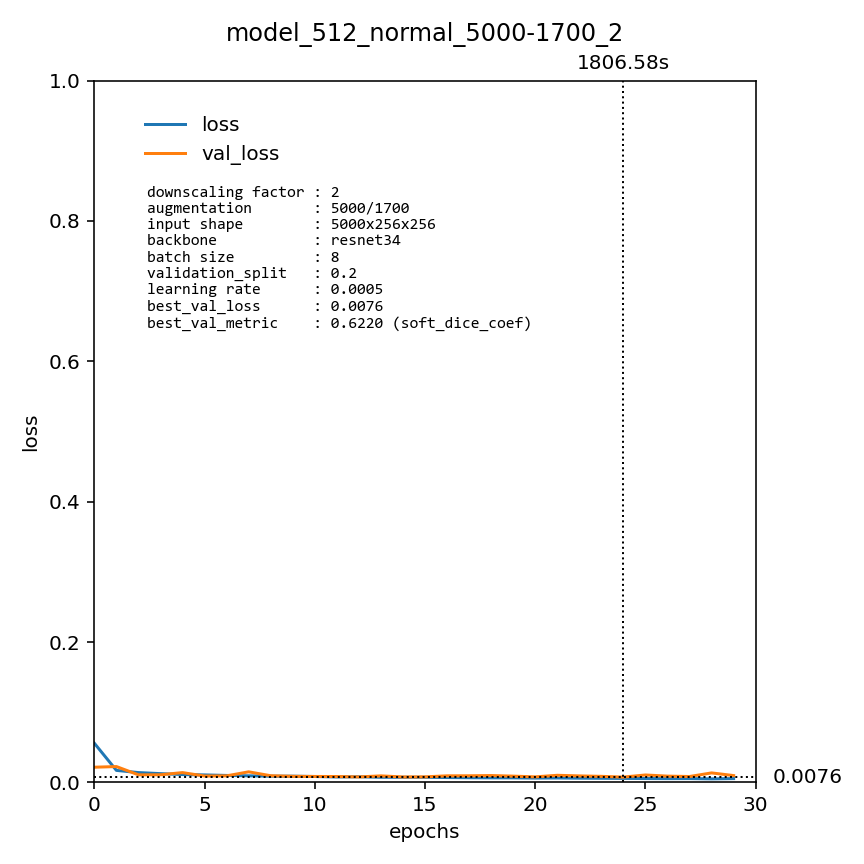 model_512_normal_5000-1700_2
1806.58s
1.0
loss
val_loss
downscaling factor : 2
augmentation : 5000/1700
input shape : 5000x256x256
backbone : resnet34
batch size : 8
validation_split : 0.2
learning rate : 0.0005
best_val_loss : 0.0076
best_val_metric : 0.6220 (soft_dice_coef)
0.8
0.6
loss
0.4
0.2
0.0
0.0076
0 5 10 15 20 25 30
epochs